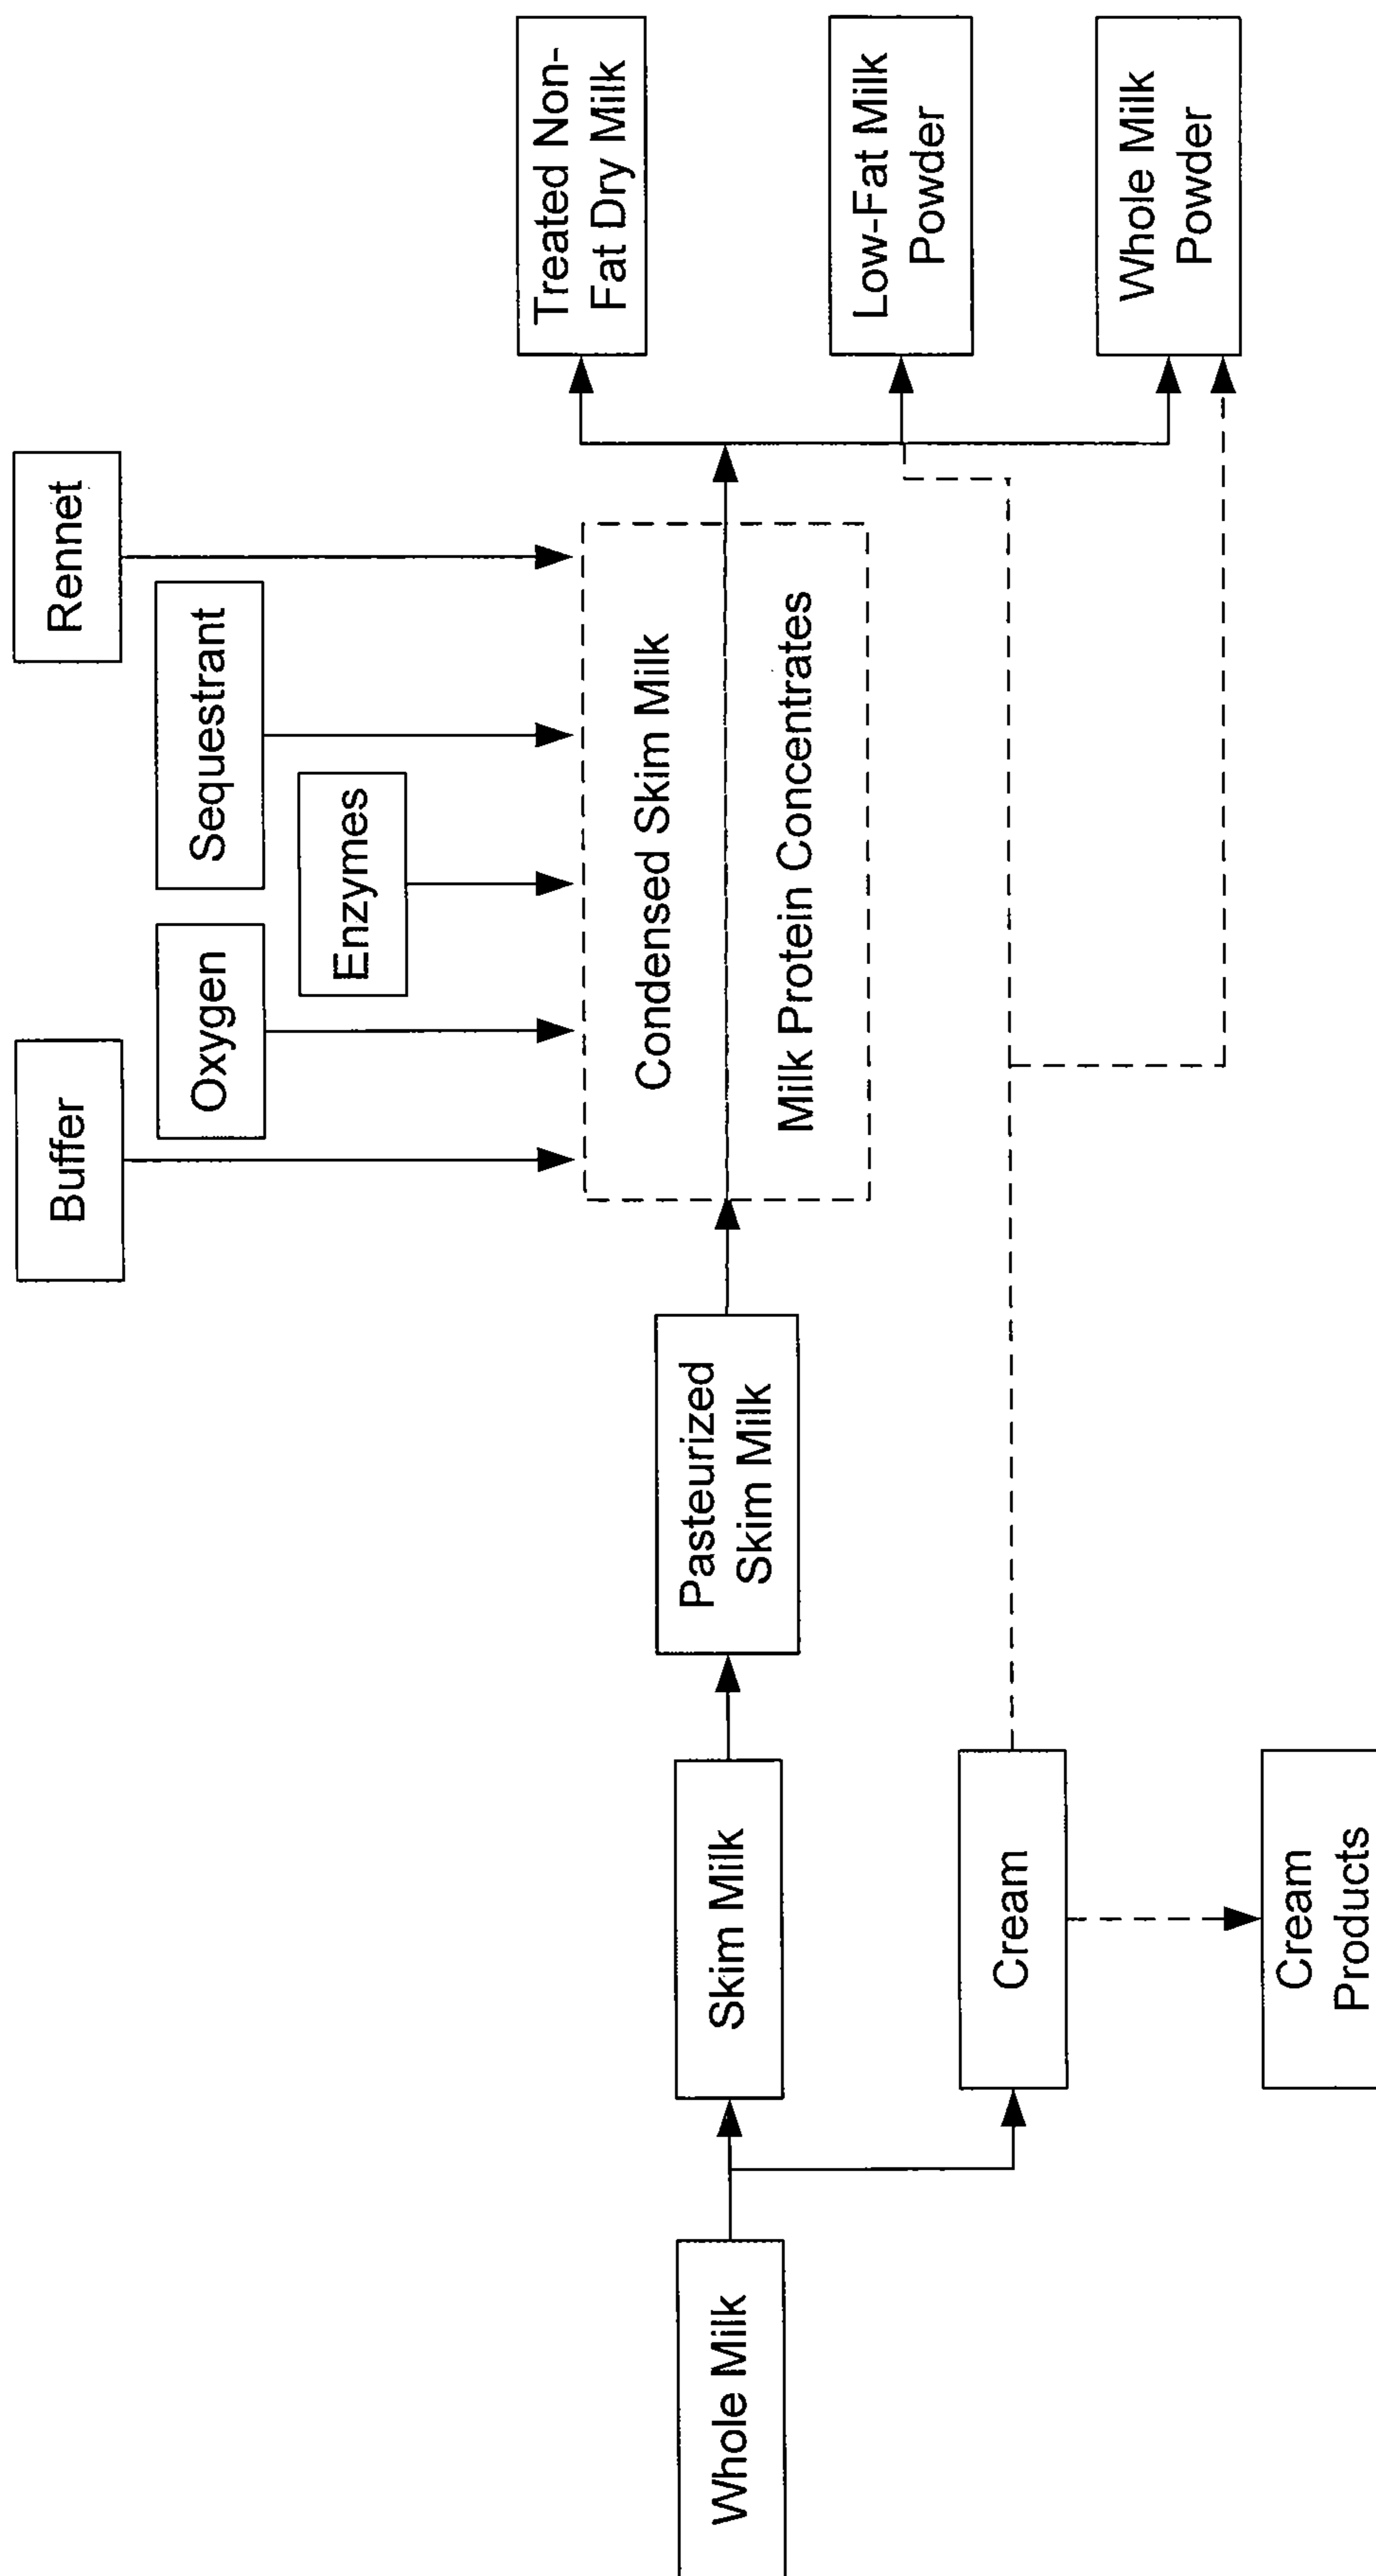 Buffer
Rennet
Oxygen
Sequestrant
Enzymes
Treated Non-
Fat Dry Milk
Condensed Skim Milk
Milk Protein Concentrates
Whole Milk
Skim Milk
Pasteurized
Skim Milk
Low-Fat Milk
Powder
Cream
Whole Milk
Powder
Cream
Products